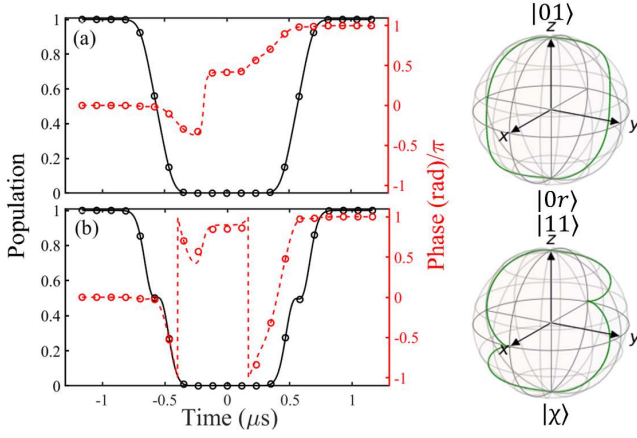 (a)
1
0.8
0.6
0.4
0.2
0
1
0.5
0
-0.5
-1
(b)
1
0.8
0.6
0.4
0.2
0
1
0.5
0
-0.5
-1
-1
-0.5
0
0.5
1
Time (μs)
Population
Phase (rad)/π
|01⟩
z
x
y
|0r⟩
|11⟩
z
x
y
|χ⟩